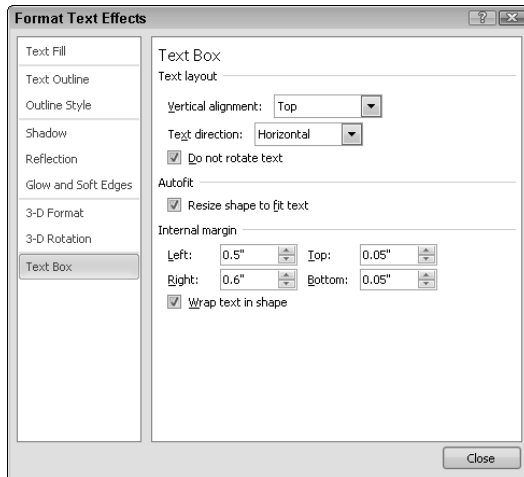 Format Text Effects
Text Fill
Text Outline
Outline Style
Shadow
Reflection
Glow and Soft Edges
3-D Format
3-D Rotation
Text Box
Text Box
Text layout
Vertical alignment: Top
Text direction: Horizontal
Do not rotate text
Autofit
Resize shape to fit text
Internal margin
Left: 0.5" Top: 0.05"
Right: 0.6" Bottom: 0.05"
Wrap text in shape
Close